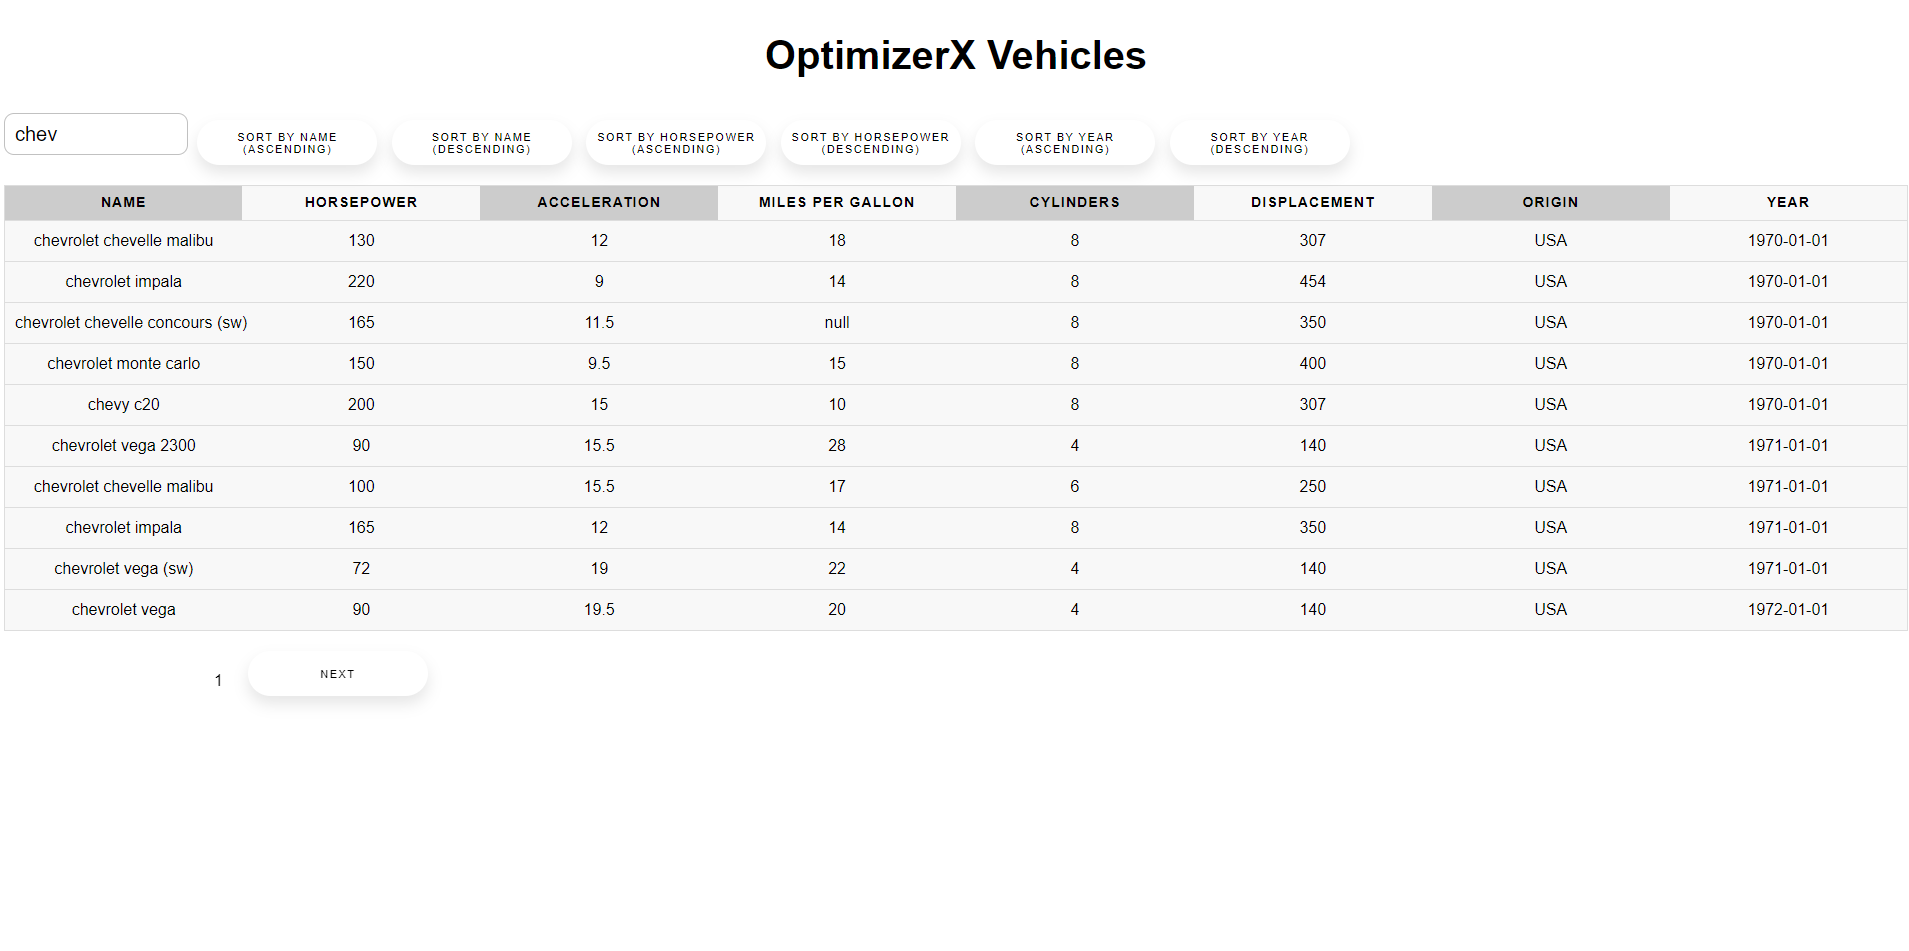 OptimizerX Vehicles
chev
SORT BY NAME (ASCENDING)
SORT BY NAME (DESCENDING)
SORT BY HORSEPOWER (ASCENDING)
SORT BY HORSEPOWER (DESCENDING)
SORT BY YEAR (ASCENDING)
SORT BY YEAR (DESCENDING)
NAME HORSEPOWER ACCELERATION MILES PER GALLON CYLINDERS DISPLACEMENT ORIGIN YEAR
chevrolet chevelle malibu 130 12 18 8 307 USA 1970-01-01
chevrolet impala 220 9 14 8 454 USA 1970-01-01
chevrolet chevelle concours (sw) 165 11.5 null 8 350 USA 1970-01-01
chevrolet monte carlo 150 9.5 15 8 400 USA 1970-01-01
chevy c20 200 15 10 8 307 USA 1970-01-01
chevrolet vega 2300 90 15.5 28 4 140 USA 1971-01-01
chevrolet chevelle malibu 100 15.5 17 6 250 USA 1971-01-01
chevrolet impala 165 12 14 8 350 USA 1971-01-01
chevrolet vega (sw) 72 19 22 4 140 USA 1971-01-01
chevrolet vega 90 19.5 20 4 140 USA 1972-01-01
1 NEXT